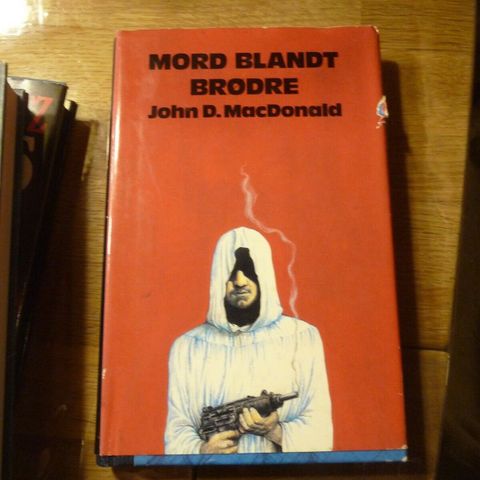 MORD BLANDT
BRØDRE
John D. MacDonald
Z